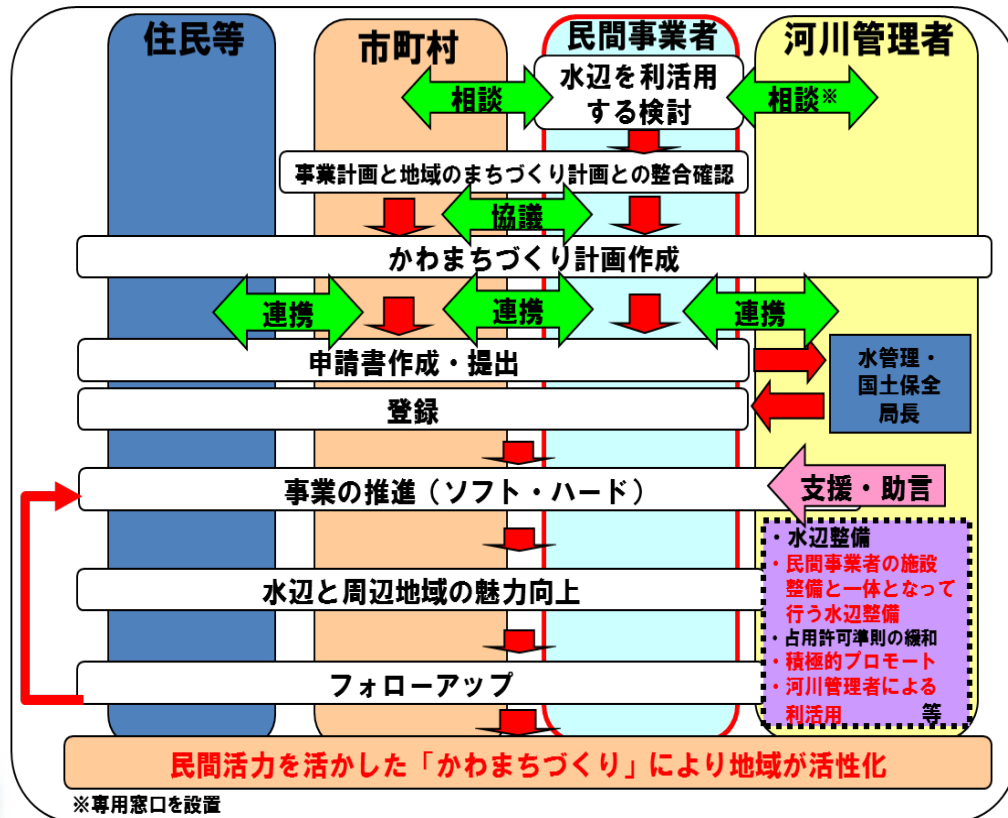 住民等
市町村
民間事業者
河川管理者
水辺を利活用
する検討
相談
相談※
事業計画と地域のまちづくり計画との整合確認
協議
かわまちづくり計画作成
連携
連携
連携
申請書作成・提出
水管理・
国土保全
局長
登録
事業の推進（ソフト・ハード）
支援・助言
・水辺整備
・民間事業者の施設
整備と一体となって
行う水辺整備
・占用許可準則の緩和
・積極的プロモート
・河川管理者による
利活用 等
水辺と周辺地域の魅力向上
フォローアップ
民間活力を活かした「かわまちづくり」により地域が活性化
※専用窓口を設置